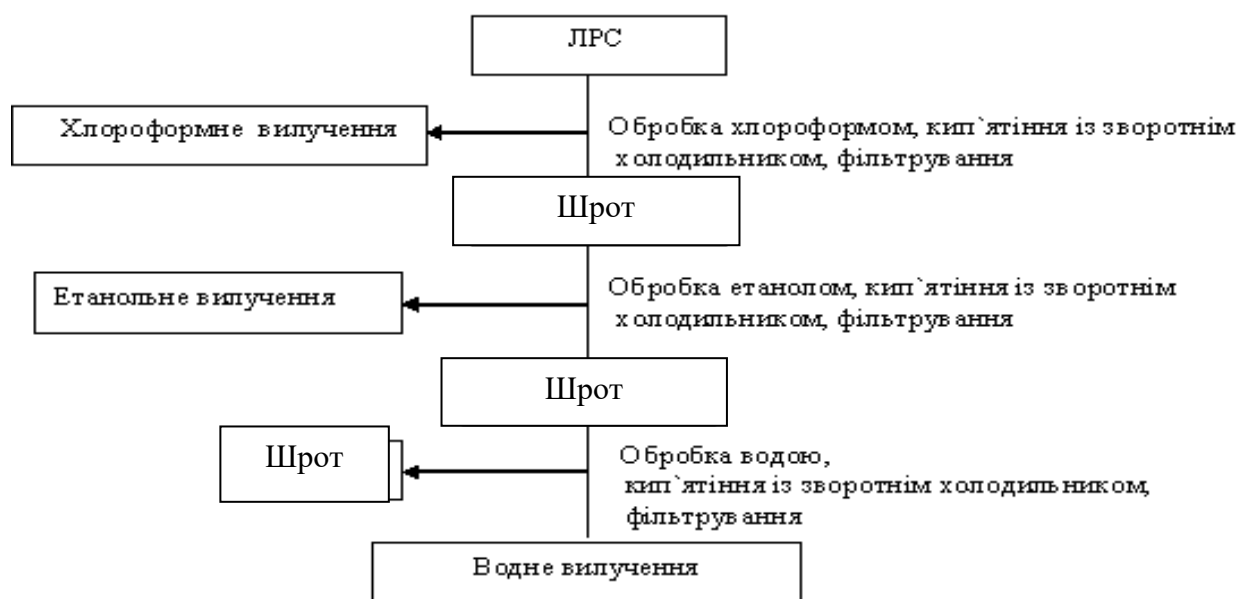 ЛРС
Хлороформне вилучення
Обробка хлороформом, кип`ятіння із зворотнім
холодильником, фільтрування
Шрот
Етанольне вилучення
Обробка етанолом, кип`ятіння із зворотнім
холодильником, фільтрування
Шрот
Шрот
Обробка водою,
кип`ятіння із зворотнім холодильником,
фільтрування
Водне вилучення